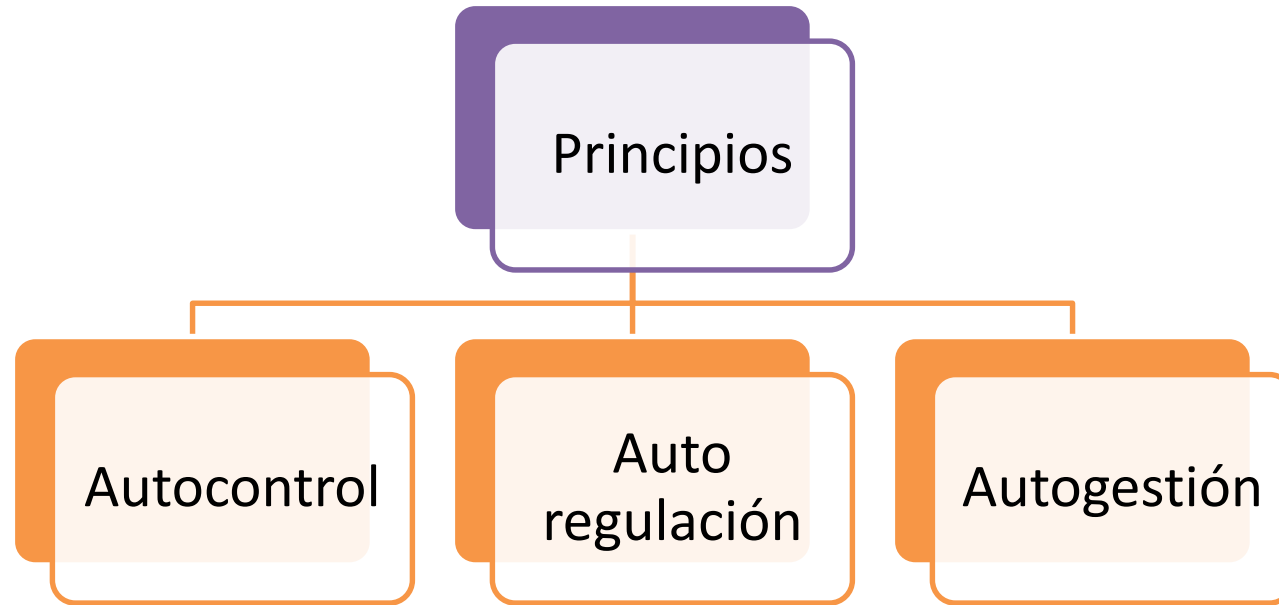 Principios
Autocontrol
Auto
regulación
Autogestión